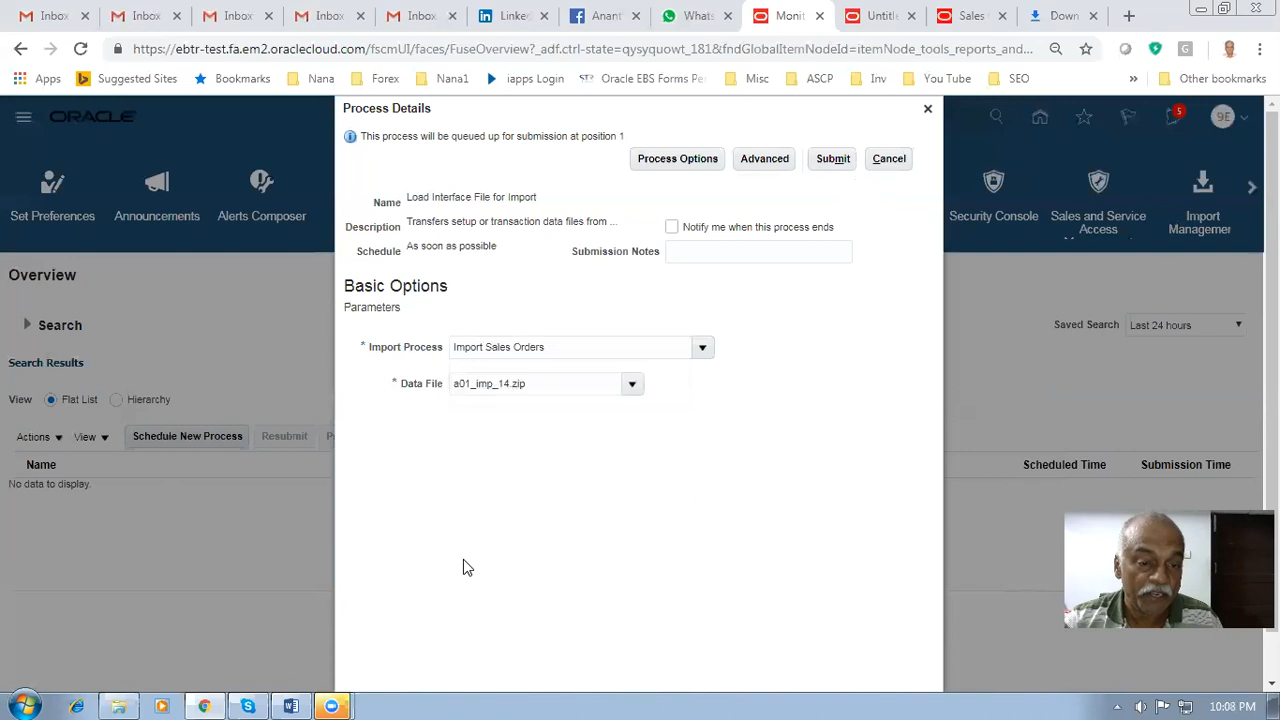 Inbox
Inbox
Inbox
Inbox
Inbox
Linke
Anant
Whats
Monit
Untitle
Sales
Down
https://ebtr-test.fa.em2.oraclecloud.com/fscmUI/faces/FuseOverview?_adf.ctrl-state=qysyquowt_181&fndGlobalItemNodeId=itemNode_tools_reports_and...
Apps
Suggested Sites
Bookmarks
Nana
Forex
Nana1
iapps Login
Oracle EBS Forms Pe
Misc
ASCP
Inv
You Tube
SEO
»
Other bookmarks
ORACLE
5
9E
Set Preferences
Announcements
Alerts Composer
Security Console
Sales and Service
Access
Import
Managemer
Overview
Search
Saved Search
Last 24 hours
Search Results
View
Flat List
Hierarchy
Actions
View
Schedule New Process
Resubmit
Name
Scheduled Time
Submission Time
No data to display.
Process Details
This process will be queued up for submission at position 1
Process Options
Advanced
Submit
Cancel
Name Load Interface File for Import
Description Transfers setup or transaction data files from ...
Notify me when this process ends
Schedule As soon as possible
Submission Notes
Basic Options
Parameters
* Import Process Import Sales Orders
* Data File a01_imp_14.zip
10:08 PM